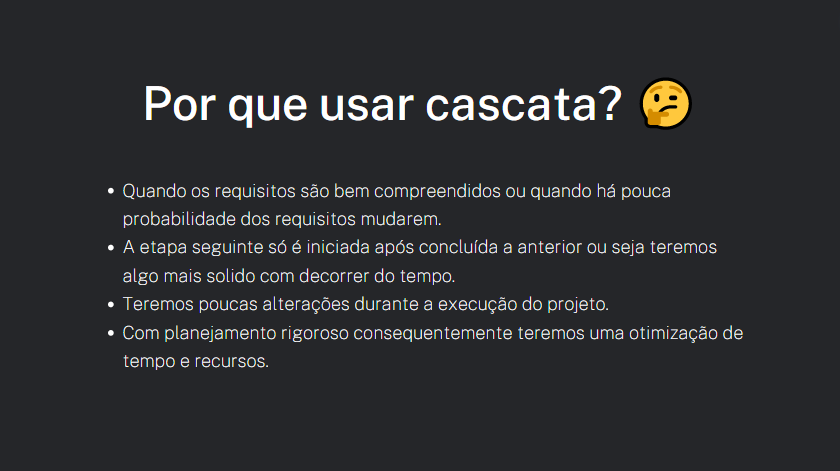 Por que usar cascata? 🤔
• Quando os requisitos são bem compreendidos ou quando há pouca
probabilidade dos requisitos mudarem.
• A etapa seguinte só é iniciada após concluída a anterior ou seja teremos
algo mais solido com decorrer do tempo.
• Teremos poucas alterações durante a execução do projeto.
• Com planejamento rigoroso consequentemente teremos uma otimização de
tempo e recursos.